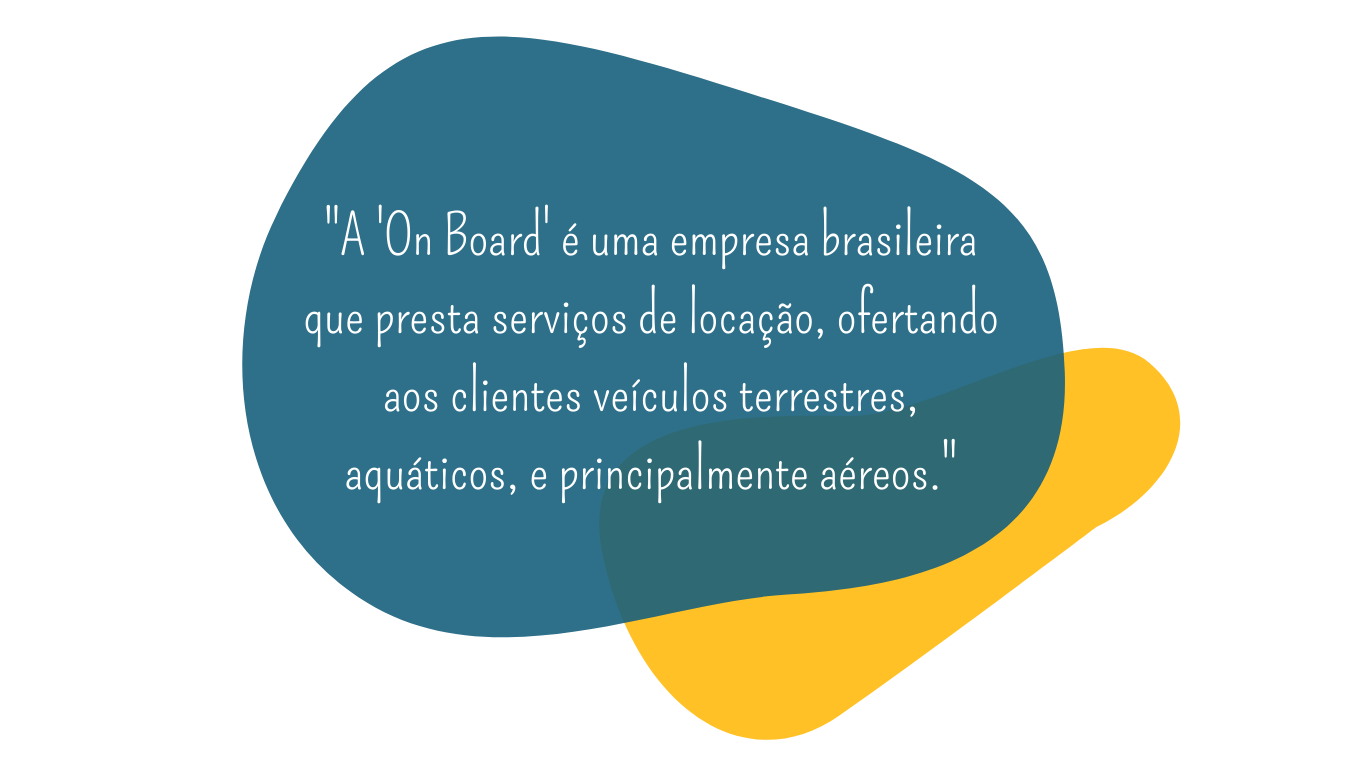 "A 'On Board' é uma empresa brasileira
que presta serviços de locação, ofertando
aos clientes veículos terrestres,
aquáticos, e principalmente aéreos."